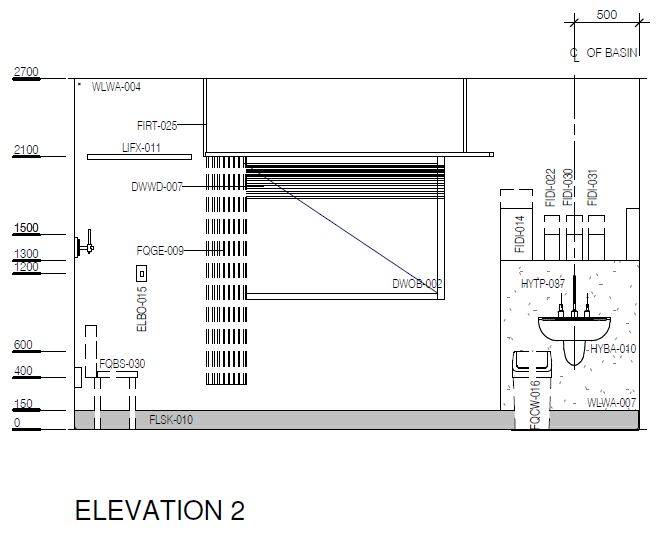 500
℄ OF BASIN
2700
WLWA-004
FIRT-025
LIFX-011
2100
DWWD-007
FIDI-022
FIDI-030
FIDI-031
FIDI-014
1500
FQGE-009
1300
1200
DWOB-002
HYTP-087
ELBO-015
600
HYBA-010
FQBS-030
400
FQCW-016
WLWA-007
150
FLSK-010
0
ELEVATION 2